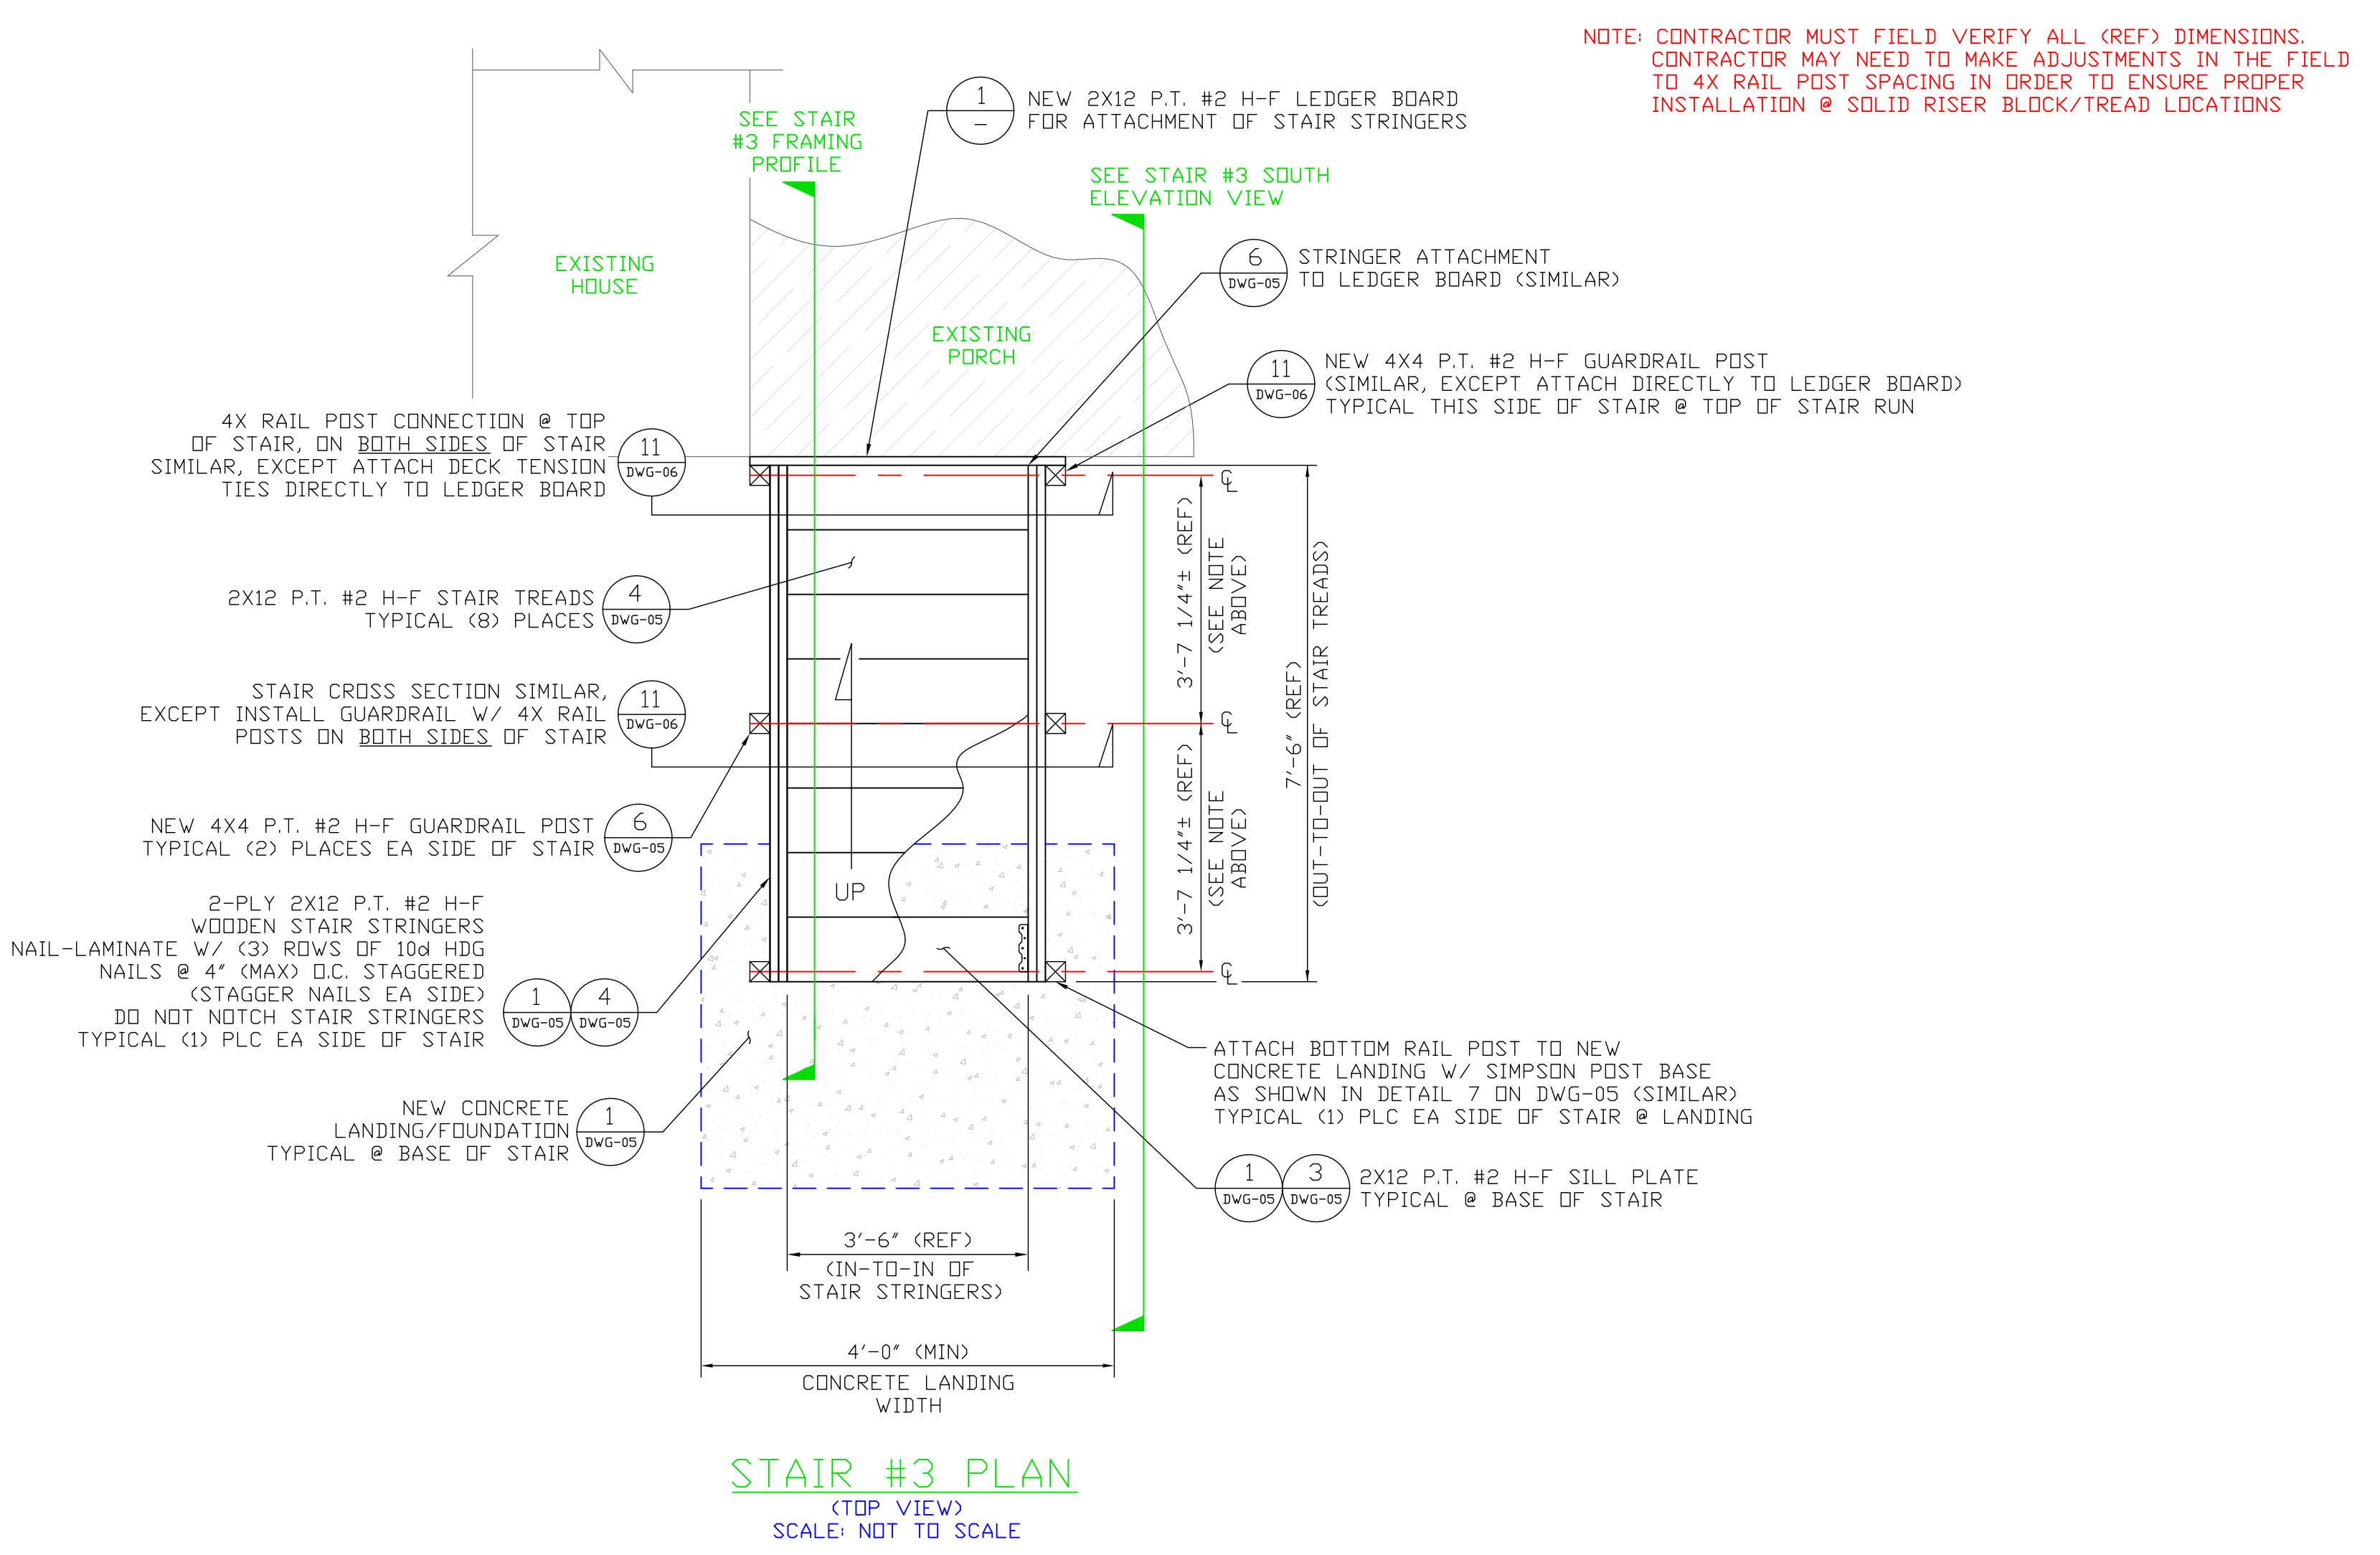 NOTE: CONTRACTOR MUST FIELD VERIFY ALL (REF) DIMENSIONS.
CONTRACTOR MAY NEED TO MAKE ADJUSTMENTS IN THE FIELD
TO 4X RAIL POST SPACING IN ORDER TO ENSURE PROPER
INSTALLATION @ SOLID RISER BLOCK/TREAD LOCATIONS
1
-
NEW 2X12 P.T. #2 H-F LEDGER BOARD
FOR ATTACHMENT OF STAIR STRINGERS
SEE STAIR
#3 FRAMING
PROFILE
SEE STAIR #3 SOUTH
ELEVATION VIEW
EXISTING
HOUSE
6
DWG-05
STRINGER ATTACHMENT
TO LEDGER BOARD (SIMILAR)
EXISTING
PORCH
11
DWG-06
NEW 4X4 P.T. #2 H-F GUARDRAIL POST
(SIMILAR, EXCEPT ATTACH DIRECTLY TO LEDGER BOARD)
TYPICAL THIS SIDE OF STAIR @ TOP OF STAIR RUN
4X RAIL POST CONNECTION @ TOP
OF STAIR, ON BOTH SIDES OF STAIR
SIMILAR, EXCEPT ATTACH DECK TENSION
TIES DIRECTLY TO LEDGER BOARD
11
DWG-06
CL
3'-7 1/4"± (REF)
(SEE NOTE
ABOVE)
7'-6" (REF)
(OUT-TO-OUT OF STAIR TREADS)
2X12 P.T. #2 H-F STAIR TREADS
TYPICAL (8) PLACES
4
DWG-05
STAIR CROSS SECTION SIMILAR,
EXCEPT INSTALL GUARDRAIL W/ 4X RAIL
POSTS ON BOTH SIDES OF STAIR
11
DWG-06
CL
3'-7 1/4"± (REF)
(SEE NOTE
ABOVE)
NEW 4X4 P.T. #2 H-F GUARDRAIL POST
TYPICAL (2) PLACES EA SIDE OF STAIR
6
DWG-05
UP
2-PLY 2X12 P.T. #2 H-F
WOODEN STAIR STRINGERS
NAIL-LAMINATE W/ (3) ROWS OF 10d HDG
NAILS @ 4" (MAX) O.C. STAGGERED
(STAGGER NAILS EA SIDE)
DO NOT NOTCH STAIR STRINGERS
TYPICAL (1) PLC EA SIDE OF STAIR
1
DWG-05
4
DWG-05
CL
ATTACH BOTTOM RAIL POST TO NEW
CONCRETE LANDING W/ SIMPSON POST BASE
AS SHOWN IN DETAIL 7 ON DWG-05 (SIMILAR)
TYPICAL (1) PLC EA SIDE OF STAIR @ LANDING
NEW CONCRETE
LANDING/FOUNDATION
TYPICAL @ BASE OF STAIR
1
DWG-05
1
DWG-05
3
DWG-05
2X12 P.T. #2 H-F SILL PLATE
TYPICAL @ BASE OF STAIR
3'-6" (REF)
(IN-TO-IN OF
STAIR STRINGERS)
4'-0" (MIN)
CONCRETE LANDING
WIDTH
STAIR #3 PLAN
(TOP VIEW)
SCALE: NOT TO SCALE